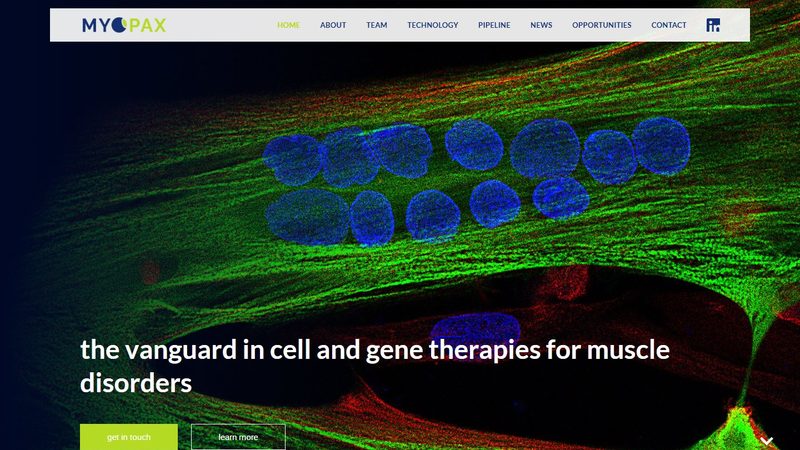 MYOPAX
HOME ABOUT TEAM TECHNOLOGY PIPELINE NEWS OPPORTUNITIES CONTACT
the vanguard in cell and gene therapies for muscle
disorders
get in touch learn more